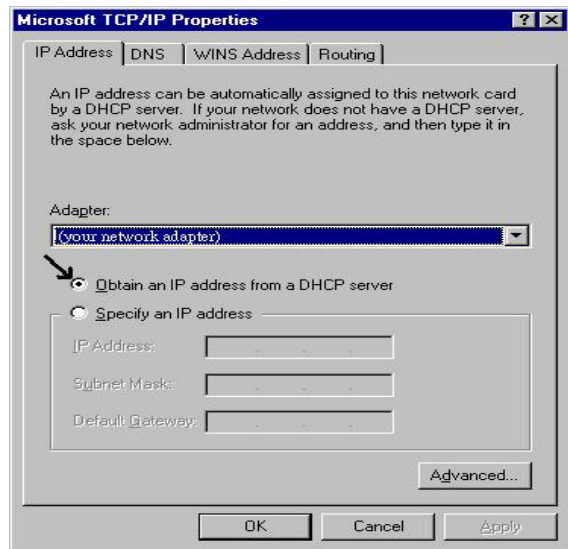 Microsoft TCP/IP Properties
IP Address DNS WINS Address Routing
An IP address can be automatically assigned to this network card
by a DHCP server. If your network does not have a DHCP server,
ask your network administrator for an address, and then type it in
the space below.
Adapter:
(your network adapter)
Obtain an IP address from a DHCP server
Specify an IP address
IP Address:
Subnet Mask:
Default Gateway:
Advanced...
OK Cancel Apply